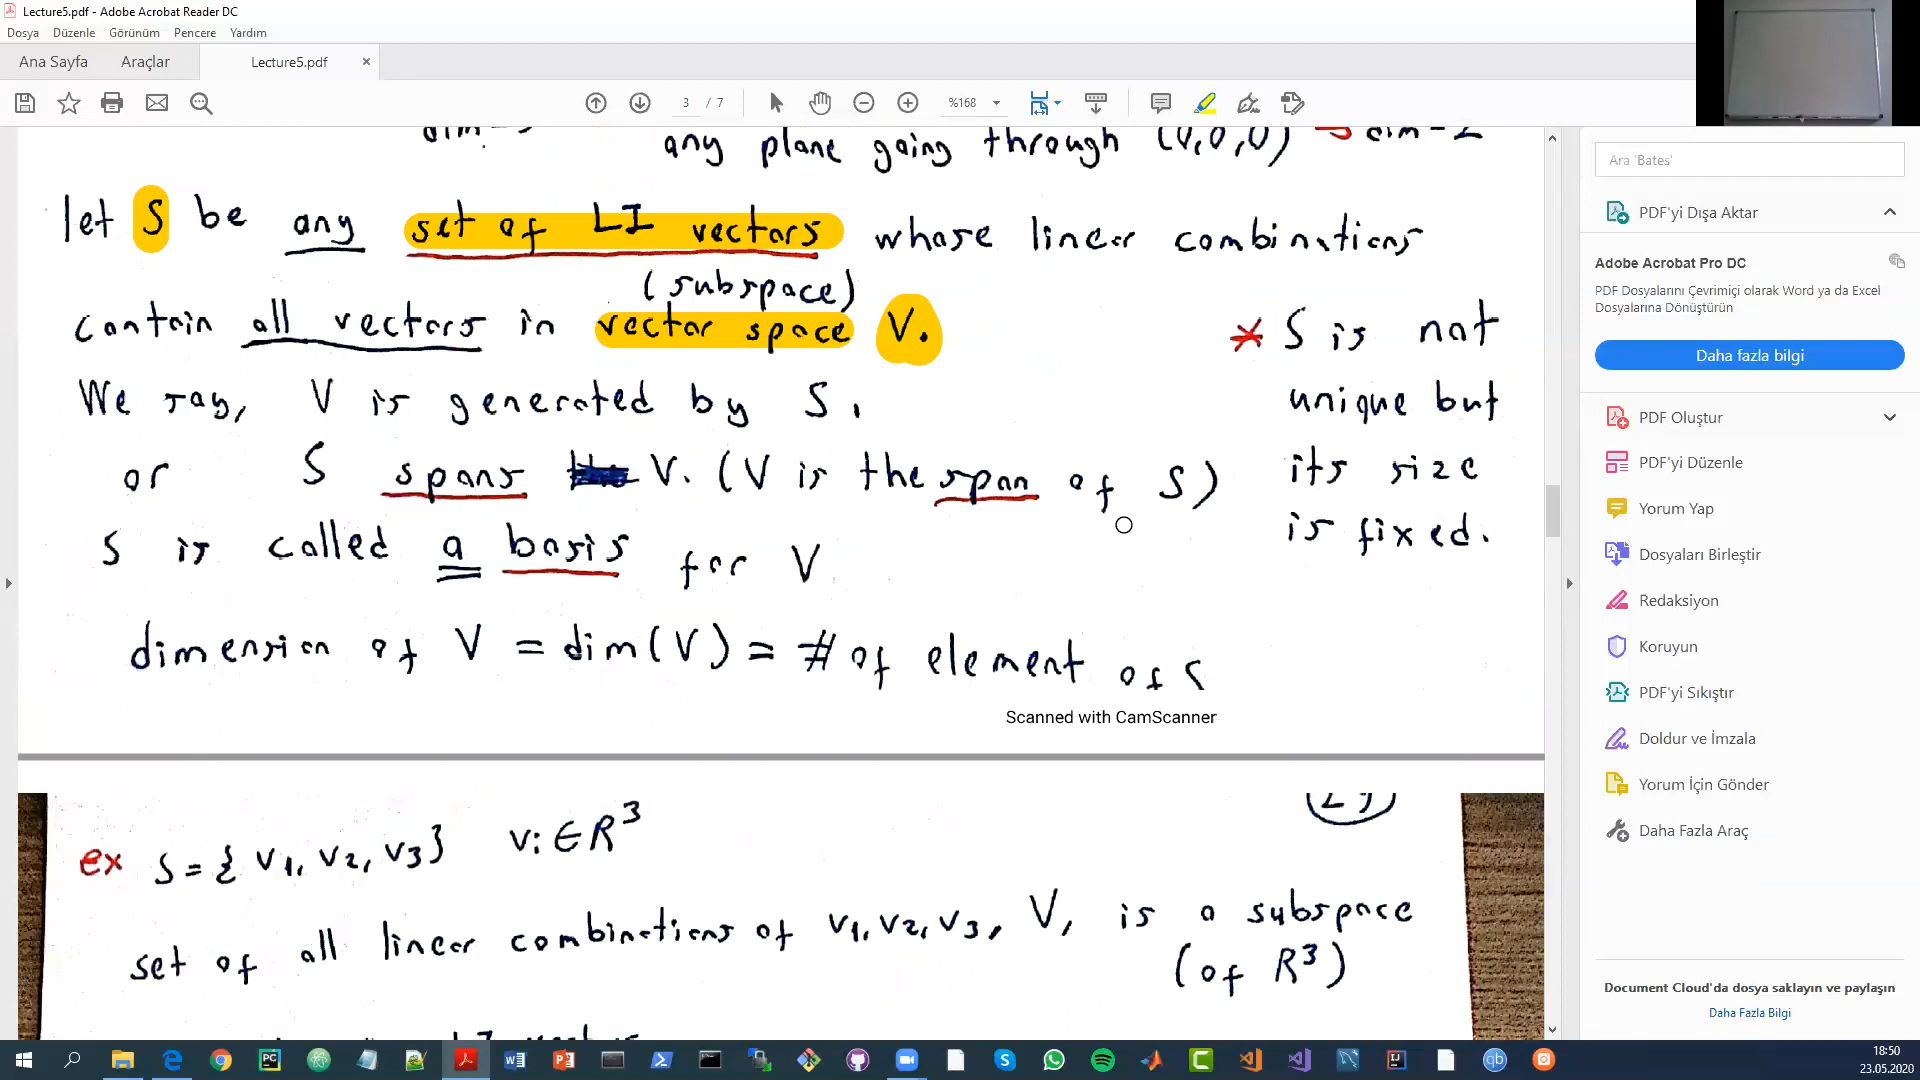 Lecture5.pdf - Adobe Acrobat Reader DC
Dosya Düzenle Görünüm Pencere Yardım
Ana Sayfa Araçlar Lecture5.pdf ×
3 / 7 %168
any plane going through (0,0,0) → dim=2
let S be any set of LI vectors whose linear combinations
(subspace)
contain all vectors in vector space V.
We say, V is generated by S.
or S spans V. (V is the span of S)
S is called a basis for V
dimension of V = dim(V) = # of element of S
* S is not
unique but
its size
is fixed.
Scanned with CamScanner
ex S = { v1, v2, v3 } vi ∈ R^3
set of all linear combinations of v1, v2, v3, V, is a subspace
(of R^3)
Ara 'Bates'
PDF'yi Dışa Aktar
Adobe Acrobat Pro DC
PDF Dosyalarını Çevrimiçi olarak Word ya da Excel
Dosyalarına Dönüştürün
Daha fazla bilgi
PDF Oluştur
PDF'yi Düzenle
Yorum Yap
Dosyaları Birleştir
Redaksiyon
Koruyun
PDF'yi Sıkıştır
Doldur ve İmzala
Yorum İçin Gönder
Daha Fazla Araç
Document Cloud'da dosya saklayın ve paylaşın
Daha Fazla Bilgi
18:50
23.05.2020